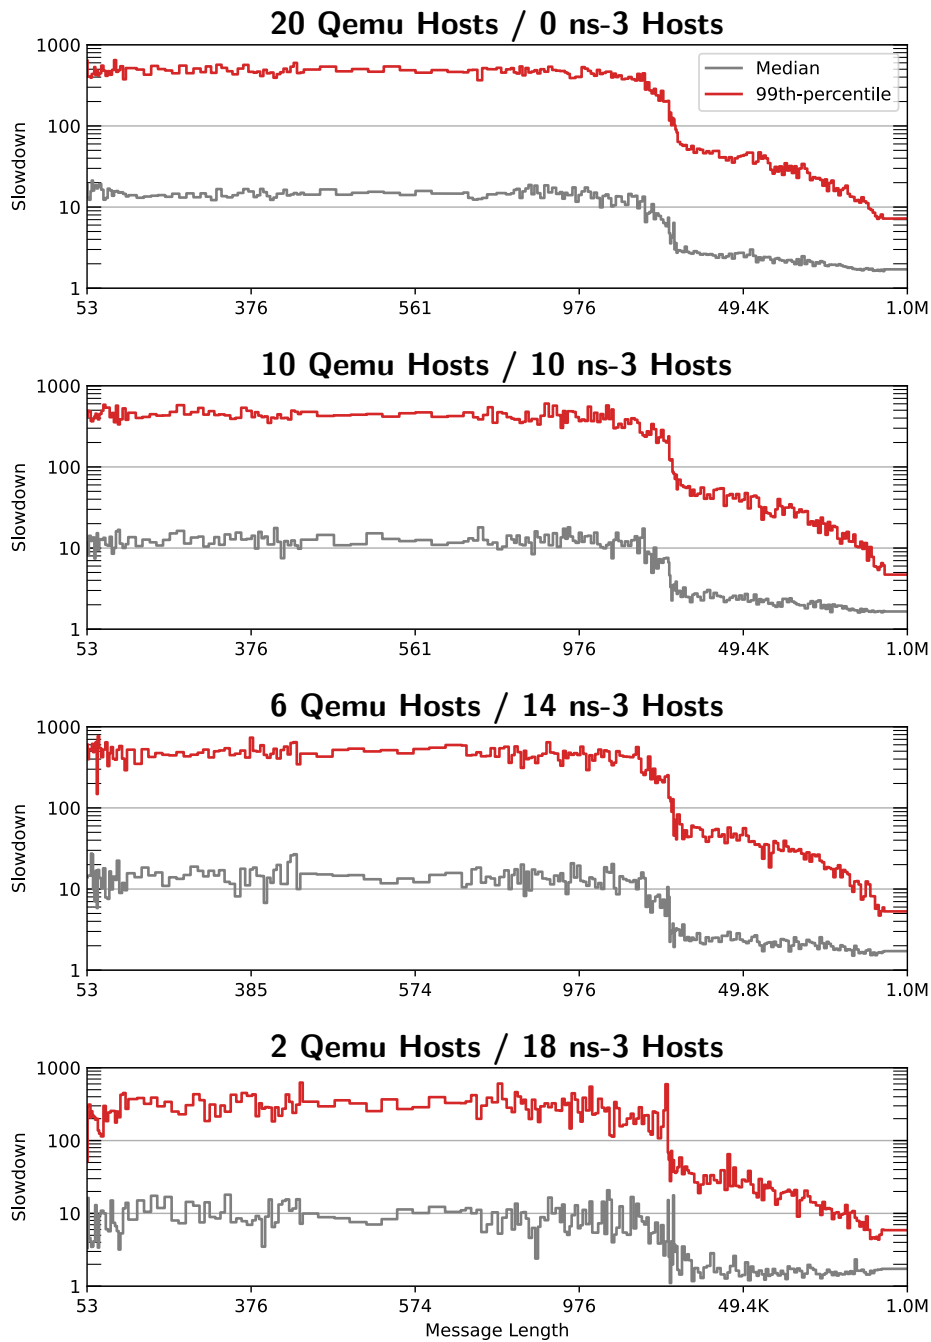 20 Qemu Hosts / 0 ns-3 Hosts
1000
100
10
1
Slowdown
Median
99th-percentile
53 376 561 976 49.4K 1.0M
10 Qemu Hosts / 10 ns-3 Hosts
1000
100
10
1
Slowdown
53 376 561 976 49.4K 1.0M
6 Qemu Hosts / 14 ns-3 Hosts
1000
100
10
1
Slowdown
53 385 574 976 49.8K 1.0M
2 Qemu Hosts / 18 ns-3 Hosts
1000
100
10
1
Slowdown
53 376 574 976 49.4K 1.0M
Message Length